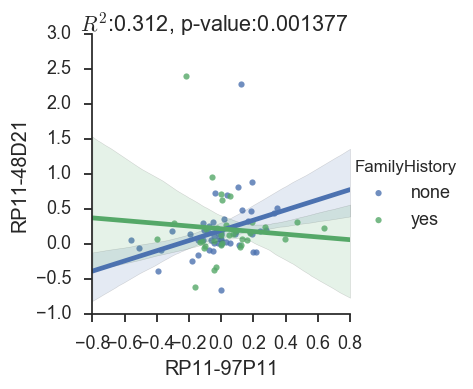 R²:0.312, p-value:0.001377
3.0
2.5
2.0
1.5
1.0
0.5
0.0
−0.5
−1.0
RP11-48D21
−0.8 −0.6 −0.4 −0.2 0.0 0.2 0.4 0.6 0.8
RP11-97P11
FamilyHistory
none
yes